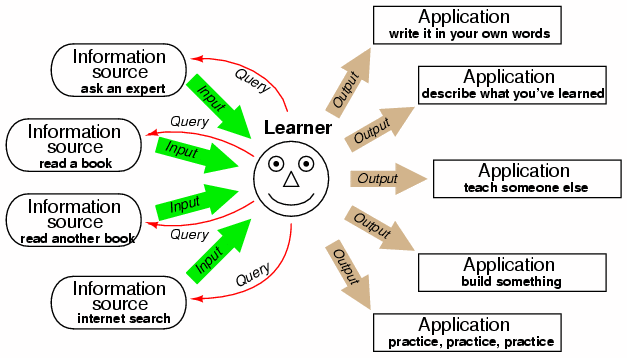 Information
source
ask an expert
Query
Input
Information
source
read a book
Query
Input
Information
source
read another book
Input
Query
Information
source
internet search
Input
Query
Learner
Output
Application
write it in your own words
Output
Application
describe what you've learned
Output
Application
teach someone else
Output
Application
build something
Output
Application
practice, practice, practice